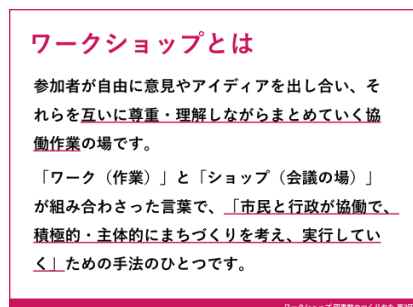 ワークショップとは
参加者が自由に意見やアイディアを出し合い、そ
れらを互いに尊重・理解しながらまとめていく協
働作業の場です。
「ワーク（作業）」と「ショップ（会議の場）」
が組み合わさった言葉で、「市民と行政が協働で、
積極的・主体的にまちづくりを考え、実行してい
く」ための手法のひとつです。